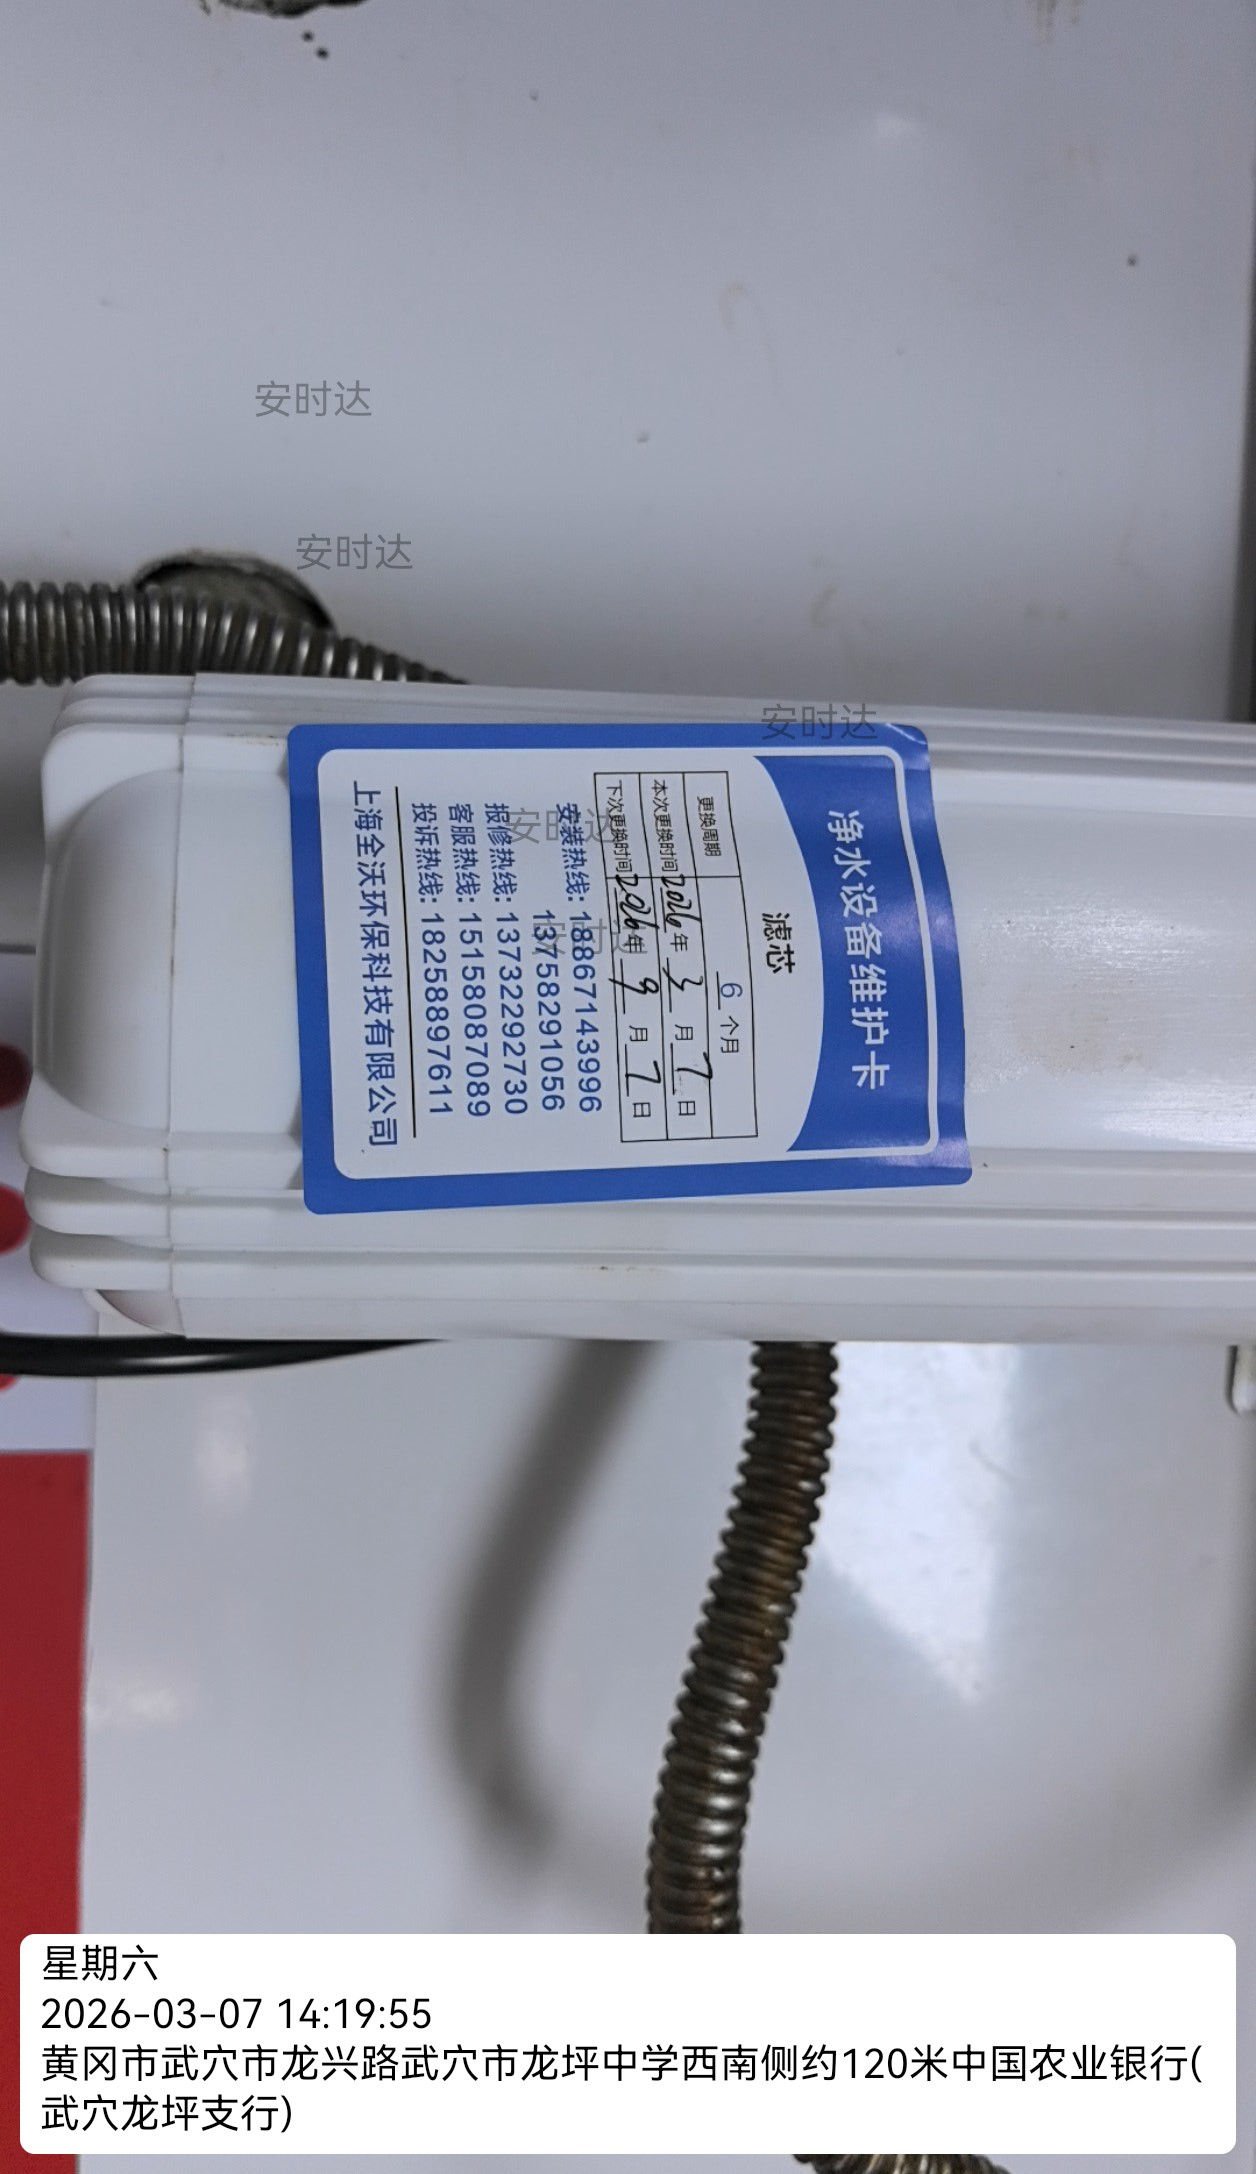 安时达
安时达
安时达
安时达
安时达
净水设备维护卡
滤芯
更换周期 6 个月
本次更换时间 2026 年 3 月 7 日
下次更换时间 2026 年 9 月 7 日
安装热线: 18867143996
13758291056
报修热线: 13732292730
客服热线: 15158087089
投诉热线: 18258897611
上海全沃环保科技有限公司
星期六
2026-03-07 14:19:55
黄冈市武穴市龙兴路武穴市龙坪中学西南侧约120米中国农业银行(
武穴龙坪支行)